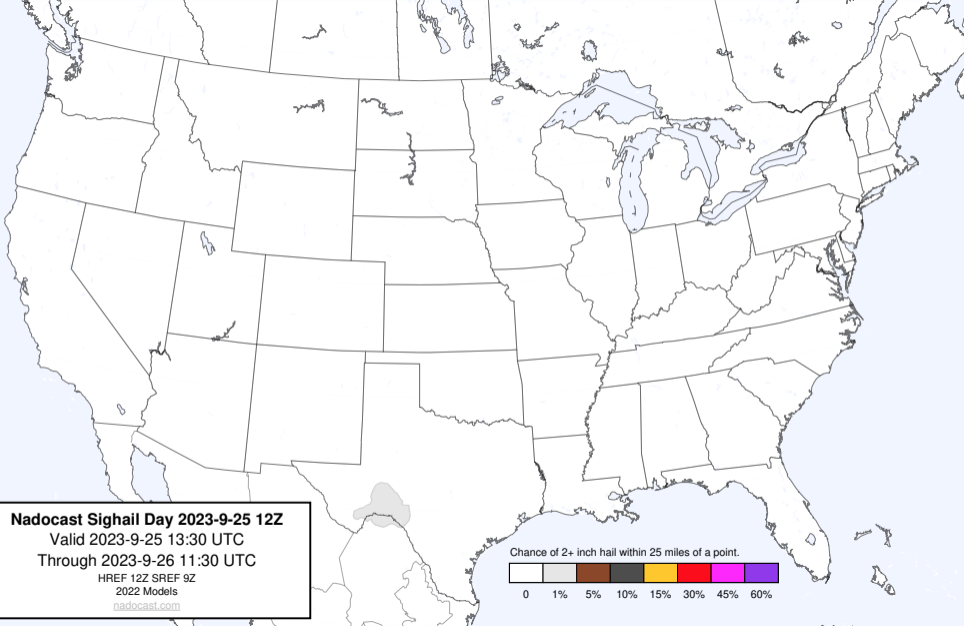 Nadocast Sighail Day 2023-9-25 12Z
Valid 2023-9-25 13:30 UTC
Through 2023-9-26 11:30 UTC
HREF 12Z SREF 9Z
2022 Models
nadocast.com
Chance of 2+ inch hail within 25 miles of a point.
0 1% 5% 10% 15% 30% 45% 60%